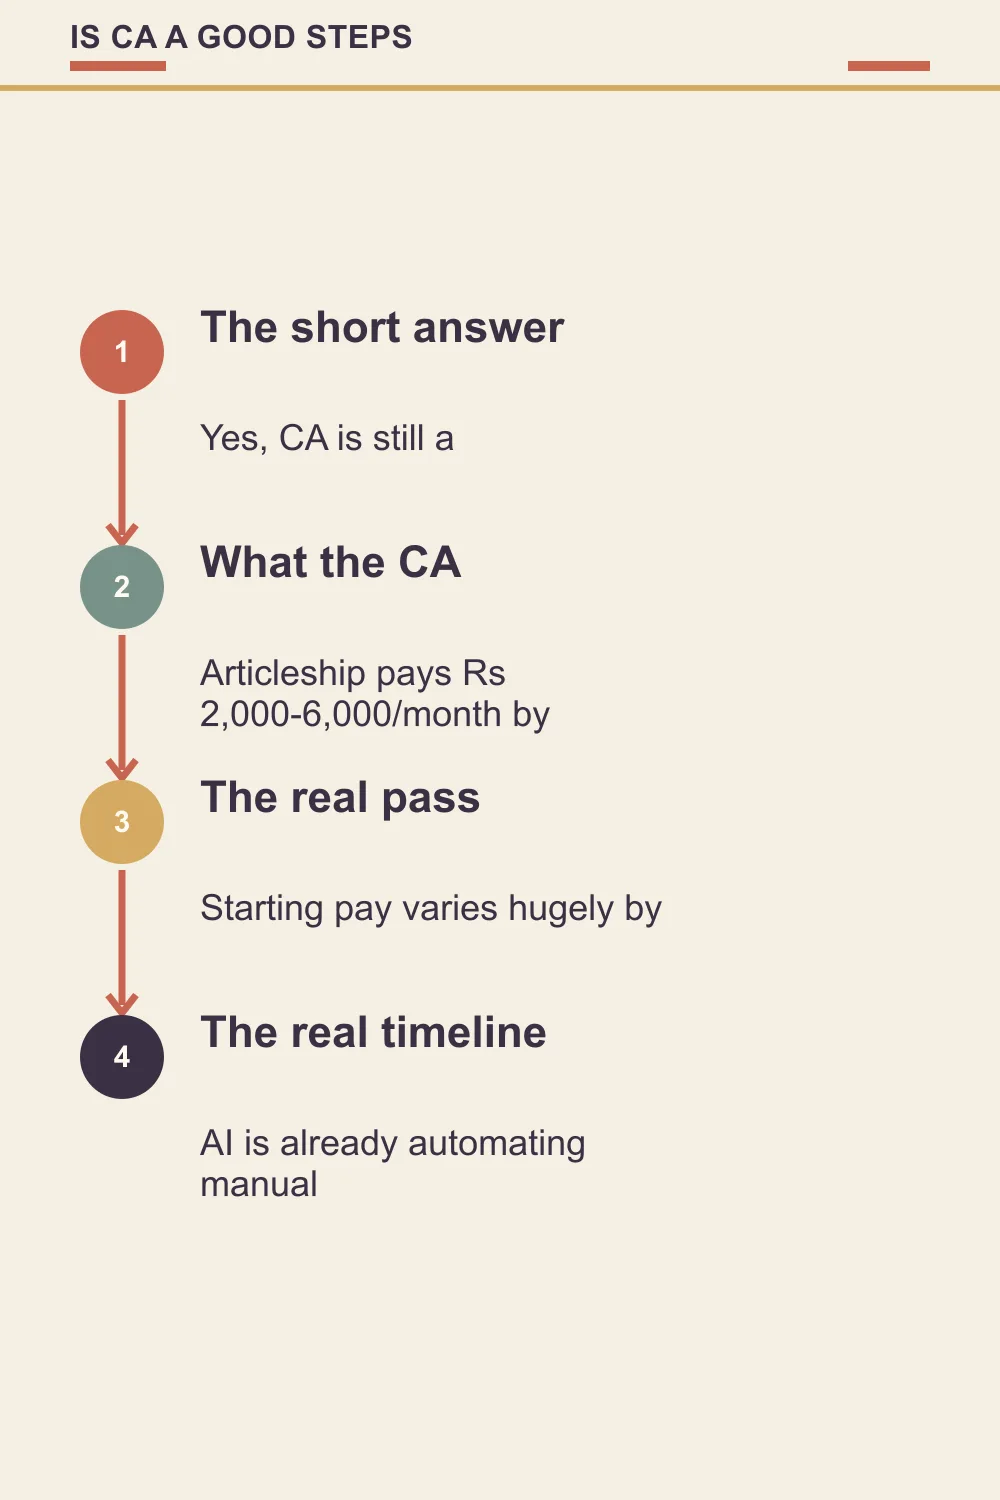 IS CA A GOOD STEPS
1
The short answer
Yes, CA is still a
2
What the CA
Articleship pays Rs
2,000-6,000/month by
3
The real pass
Starting pay varies hugely by
4
The real timeline
AI is already automating
manual